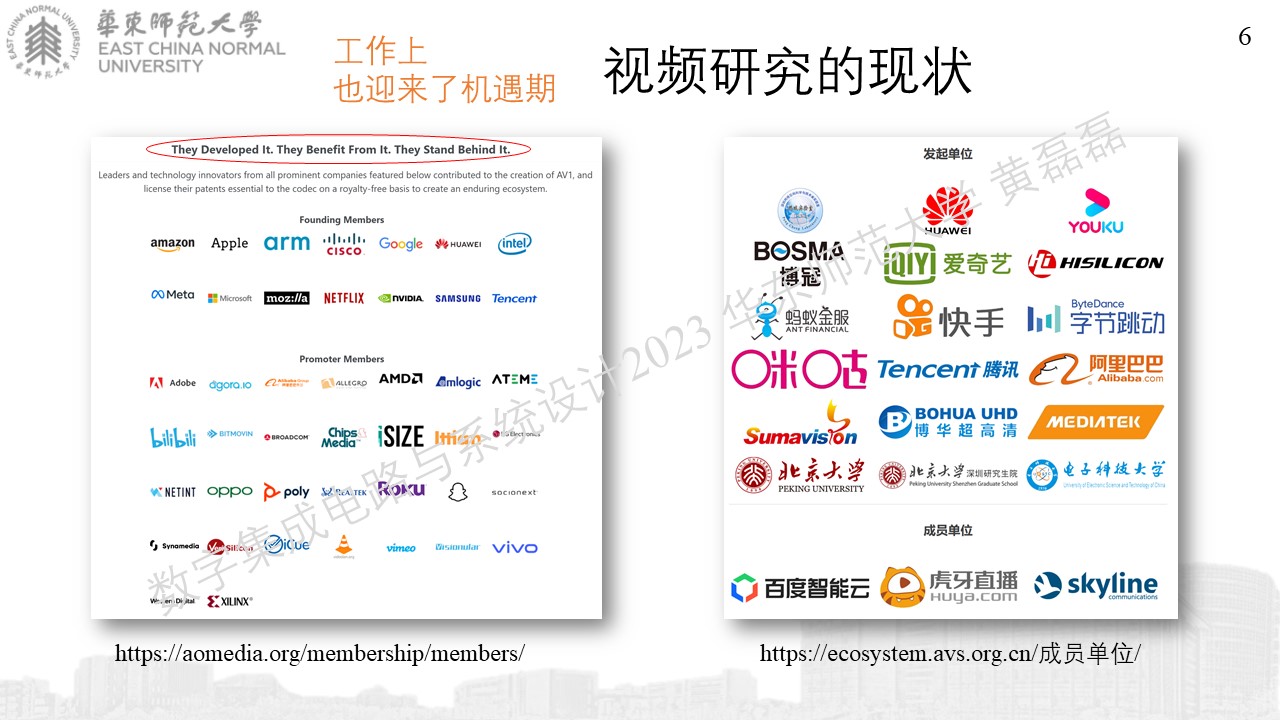 EAST CHINA NORMAL UNIVERSITY
華東師范大學
EAST CHINA NORMAL
UNIVERSITY
工作上
也迎来了机遇期
视频研究的现状
6
They Developed It. They Benefit From It. They Stand Behind It.
Leaders and technology innovators from all prominent companies featured below contributed to the creation of AV1, and
license their patents essential to the codec on a royalty-free basis to create an enduring ecosystem.
Founding Members
amazon Apple arm CISCO Google HUAWEI intel
Meta Microsoft moz://a NETFLIX NVIDIA. SAMSUNG Tencent
Promoter Members
Adobe agora.io Alibaba Group ALLEGRO AMD Amlogic ATEME
bilibili BITMOVIN BROADCOM Chips&Media iSIZE Ittiam LG Electronics
NETINT oppo poly REALTEK ROKU socionext
Synamedia VeriSilicon iQue vimeo Visionular vivo
Western Digital XILINX
https://aomedia.org/membership/members/
发起单位
HUAWEI YOUKU
BOSMA
博冠
QIYI 爱奇艺 HISILICON
蚂蚁金服
ANT FINANCIAL
快手
ByteDance
字节跳动
咪咕 Tencent 腾讯 阿里巴巴
Alibaba.com
Sumavision
BOHUA UHD
博华超高清
MEDIATEK
北京大学
PEKING UNIVERSITY
北京大学 深圳研究生院
Peking University Shenzhen Graduate School
电子科技大学
University of Electronic Science and Technology of China
成员单位
百度智能云 虎牙直播
HUYA.COM
skyline
communications
https://ecosystem.avs.org.cn/成员单位/
数字集成电路与系统设计2023 华东师范大学 黄磊磊